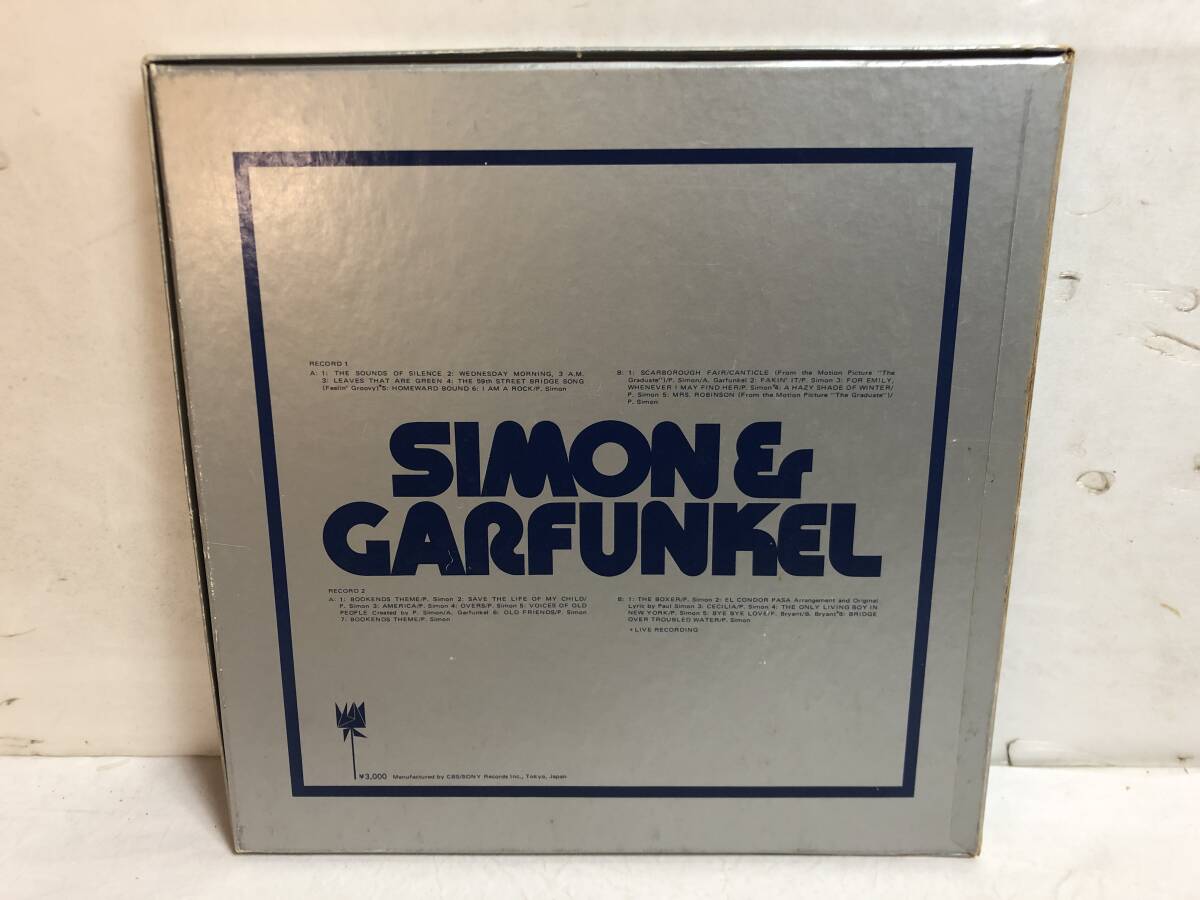 RECORD 1
A: 1: THE SOUNDS OF SILENCE 2: WEDNESDAY MORNING, 3 A.M.
3: LEAVES THAT ARE GREEN 4: THE 59th STREET BRIDGE SONG
(Feelin' Groovy)*5: HOMEWARD BOUND 6: I AM A ROCK/P. Simon
B: 1: SCARBOROUGH FAIR/CANTICLE (From the Motion Picture "The
Graduate")/P. Simon/A. Garfunkel 2: FAKIN' IT/P. Simon 3: FOR EMILY,
WHENEVER I MAY FIND HER/P. Simon*4: A HAZY SHADE OF WINTER/
P. Simon 5: MRS. ROBINSON (From the Motion Picture "The Graduate")/
P. Simon
SIMON &
GARFUNKEL
RECORD 2
A: 1: BOOKENDS THEME/P. Simon 2: SAVE THE LIFE OF MY CHILD/
P. Simon 3: AMERICA/P. Simon 4: OVERS/P. Simon 5: VOICES OF OLD
PEOPLE Created by P. Simon/A. Garfunkel 6: OLD FRIENDS/P. Simon
7: BOOKENDS THEME/P. Simon
B: 1: THE BOXER/P. Simon 2: EL CONDOR PASA Arrangement and Original
Lyric by Paul Simon 3: CECILIA/P. Simon 4: THE ONLY LIVING BOY IN
NEW YORK/P. Simon 5: BYE BYE LOVE/F. Bryant/B. Bryant*6: BRIDGE
OVER TROUBLED WATER/P. Simon
* LIVE RECORDING
¥3,000 Manufactured by CBS/SONY Records Inc., Tokyo, Japan